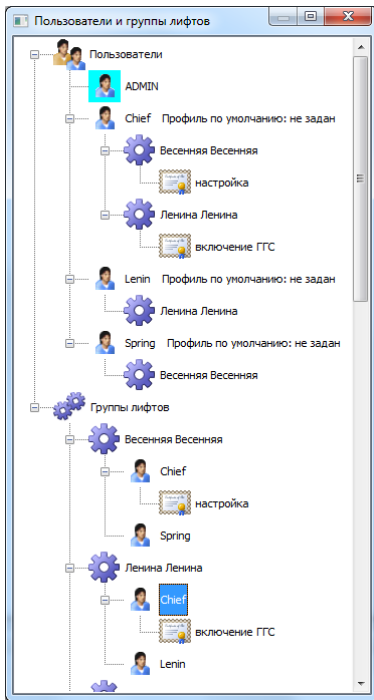 Пользователи и группы лифтов
Пользователи
ADMIN
Chief Профиль по умолчанию: не задан
Весенняя Весенняя
настройка
Ленина Ленина
включение ГГС
Lenin Профиль по умолчанию: не задан
Ленина Ленина
Spring Профиль по умолчанию: не задан
Весенняя Весенняя
Группы лифтов
Весенняя Весенняя
Chief
настройка
Spring
Ленина Ленина
Chief
включение ГГС
Lenin